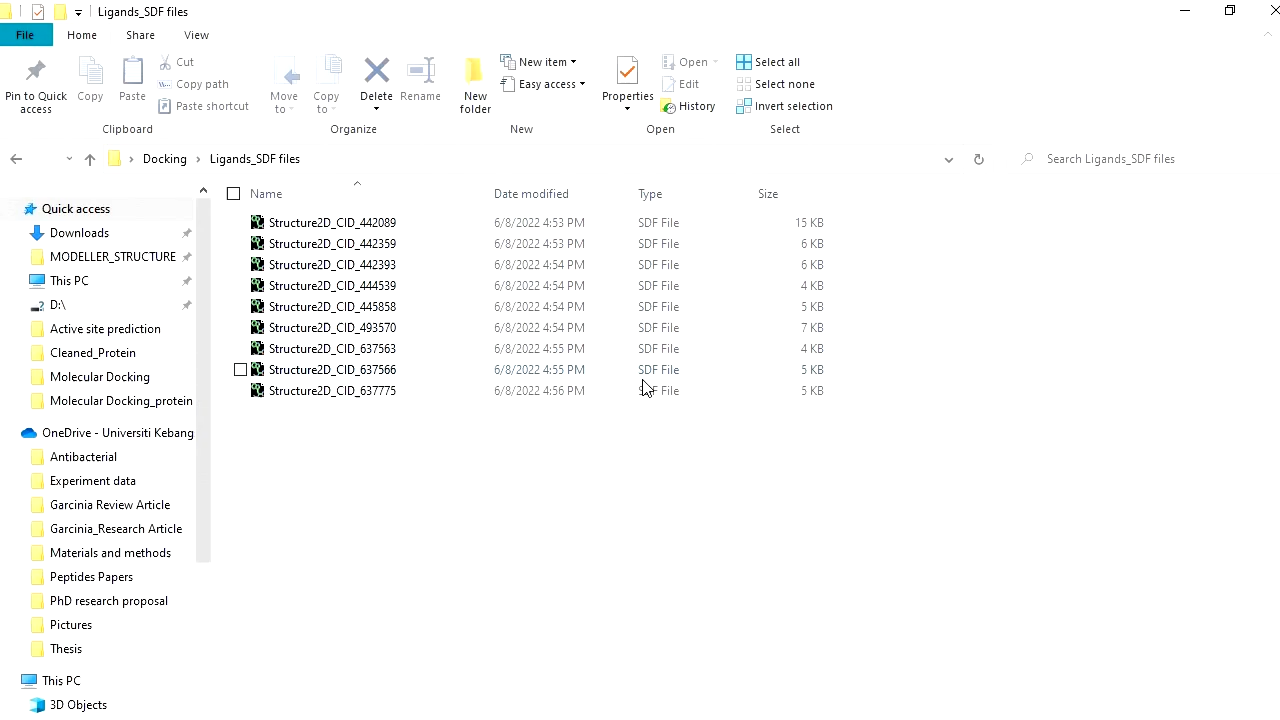 Ligands_SDF files
File Home Share View
Pin to Quick access
Copy
Paste
Cut
Copy path
Paste shortcut
Clipboard
Move to
Copy to
Delete
Rename
Organize
New folder
New item
Easy access
New
Properties
Open
Edit
History
Open
Select all
Select none
Invert selection
Select
Docking › Ligands_SDF files
Search Ligands_SDF files
Name Date modified Type Size
Structure2D_CID_442089 6/8/2022 4:53 PM SDF File 15 KB
Structure2D_CID_442359 6/8/2022 4:53 PM SDF File 6 KB
Structure2D_CID_442393 6/8/2022 4:54 PM SDF File 6 KB
Structure2D_CID_444539 6/8/2022 4:54 PM SDF File 4 KB
Structure2D_CID_445858 6/8/2022 4:54 PM SDF File 5 KB
Structure2D_CID_493570 6/8/2022 4:54 PM SDF File 7 KB
Structure2D_CID_637563 6/8/2022 4:55 PM SDF File 4 KB
Structure2D_CID_637566 6/8/2022 4:55 PM SDF File 5 KB
Structure2D_CID_637775 6/8/2022 4:56 PM SDF File 5 KB
Quick access
Downloads
MODELLER_STRUCTURE
This PC
D:\
Active site prediction
Cleaned_Protein
Molecular Docking
Molecular Docking_protein
OneDrive - Universiti Kebang
Antibacterial
Experiment data
Garcinia Review Article
Garcinia_Research Article
Materials and methods
Peptides Papers
PhD research proposal
Pictures
Thesis
This PC
3D Objects